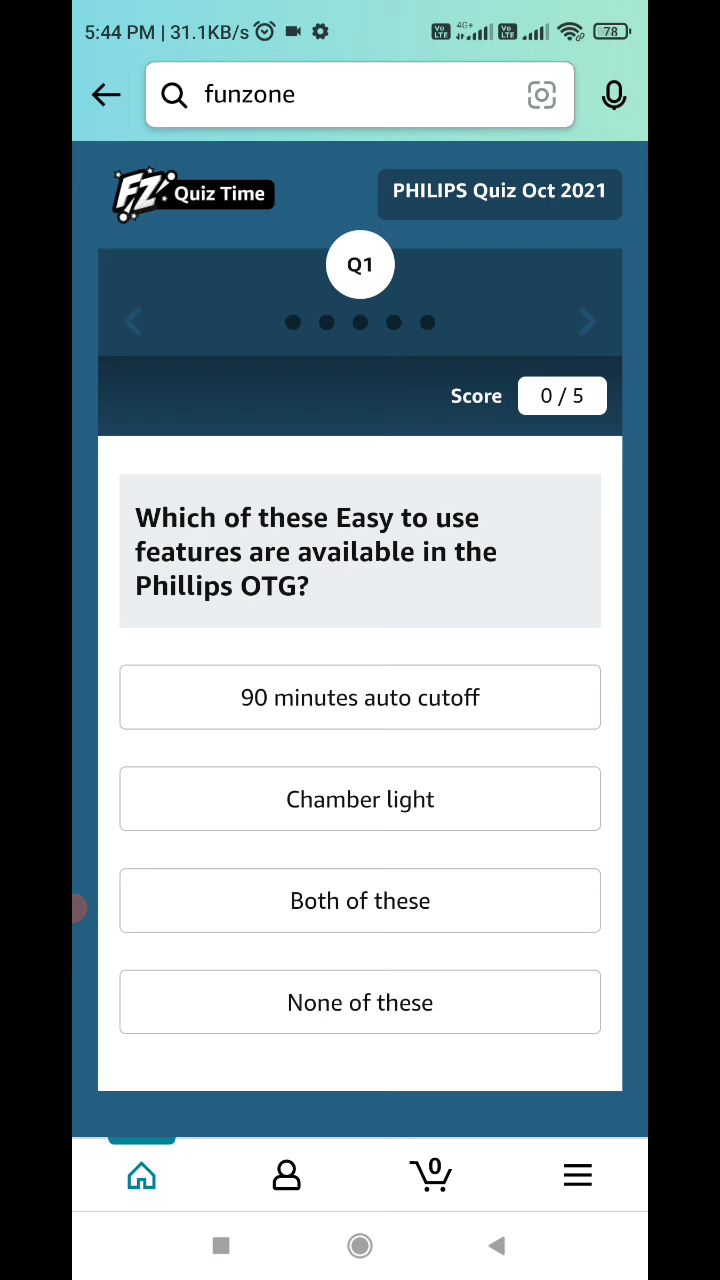 5:44 PM | 31.1KB/s 4G+ 78
funzone
FZ Quiz Time
PHILIPS Quiz Oct 2021
Q1
Score 0 / 5
Which of these Easy to use
features are available in the
Phillips OTG?
90 minutes auto cutoff
Chamber light
Both of these
None of these
0